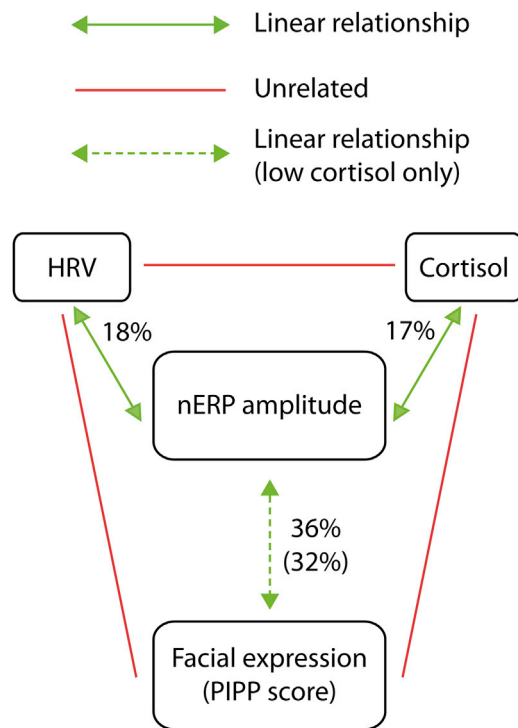 Linear relationship
Unrelated
Linear relationship
(low cortisol only)
HRV
Cortisol
18%
17%
nERP amplitude
36%
(32%)
Facial expression
(PIPP score)